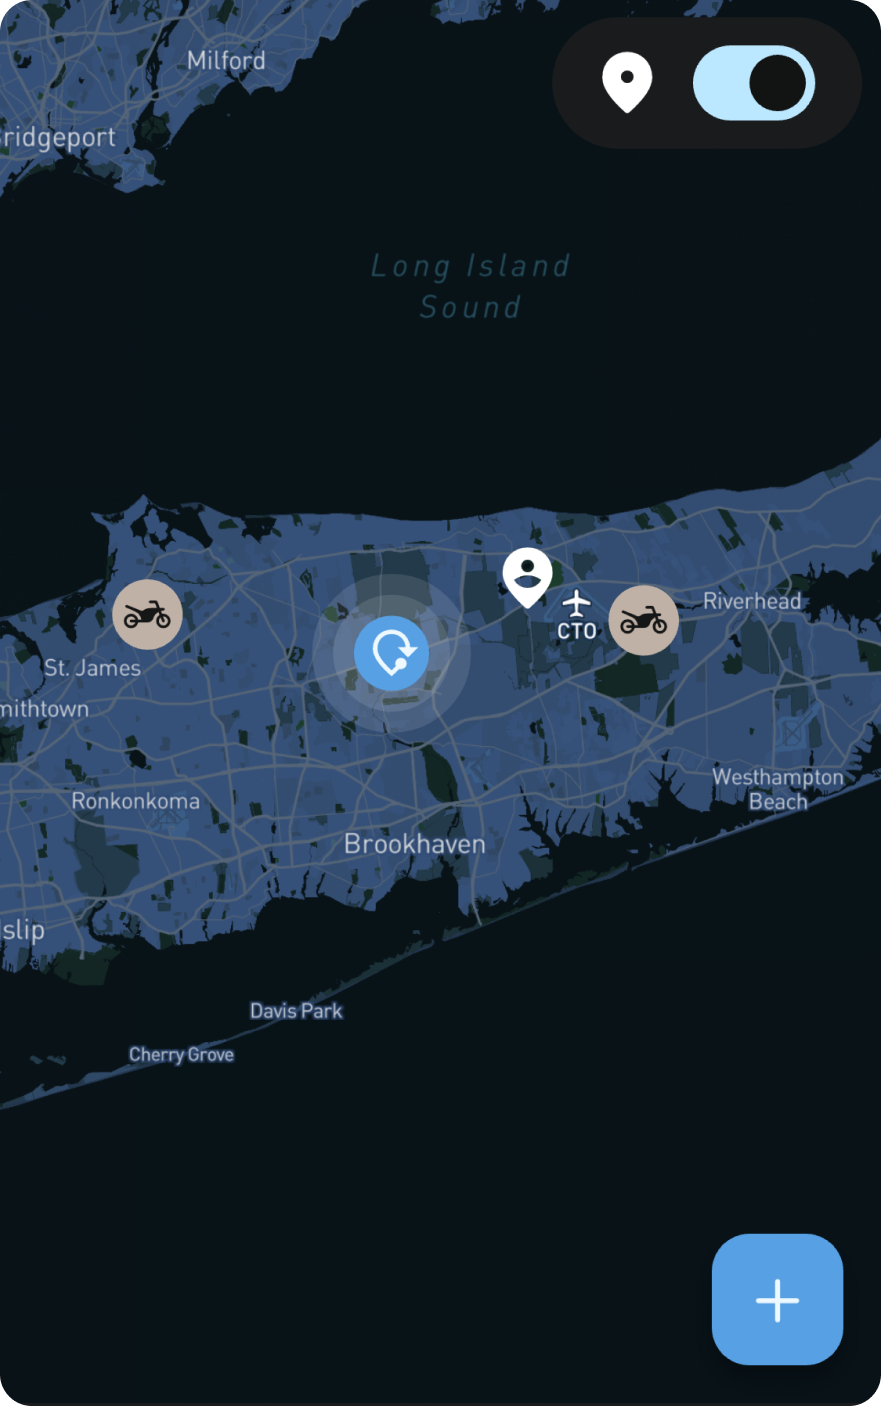 Milford
ridgeport
Long Island
Sound
CTO
Riverhead
St. James
mithtown
Westhampton
Beach
Ronkonkoma
Brookhaven
slip
Davis Park
Cherry Grove